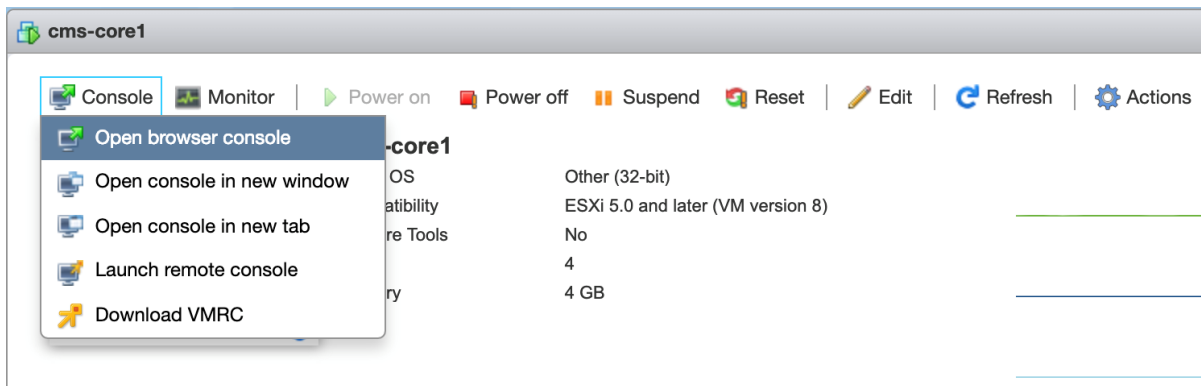 cms-core1
Console Monitor Power on Power off Suspend Reset Edit Refresh Actions
Open browser console
Open console in new window
Open console in new tab
Launch remote console
Download VMRC
-core1
OS Other (32-bit)
atibility ESXi 5.0 and later (VM version 8)
re Tools No
4
ry 4 GB